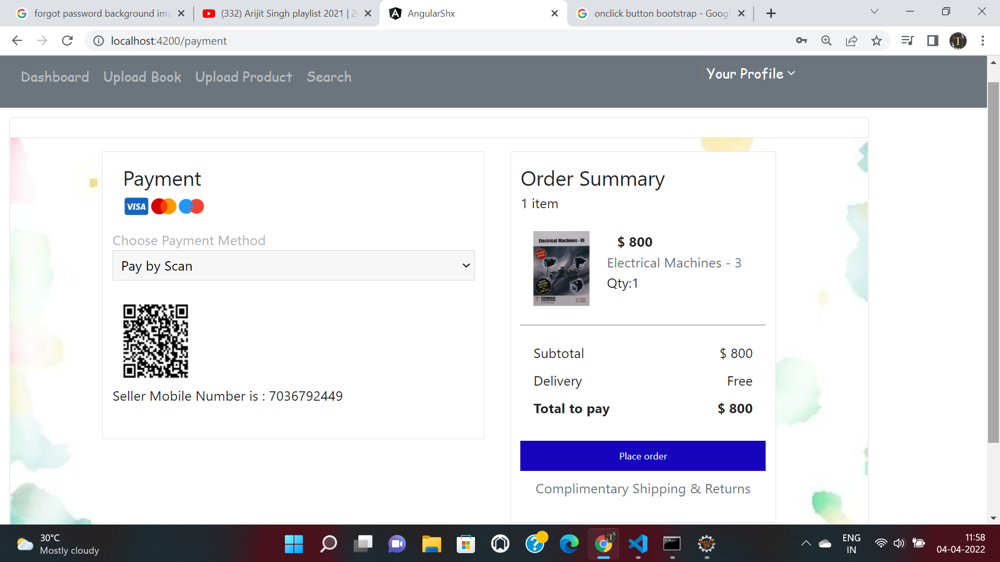 forgot password background ima
(332) Arijit Singh playlist 2021 | 2
AngularShx
onclick button bootstrap - Googl
localhost:4200/payment
Dashboard Upload Book Upload Product Search
Your Profile
Payment
VISA
Choose Payment Method
Pay by Scan
Seller Mobile Number is : 7036792449
Order Summary
1 item
Electrical Machines - III
TECHNICAL
$ 800
Electrical Machines - 3
Qty:1
Subtotal $ 800
Delivery Free
Total to pay $ 800
Place order
Complimentary Shipping & Returns
30°C
Mostly cloudy
ENG
IN
11:58
04-04-2022